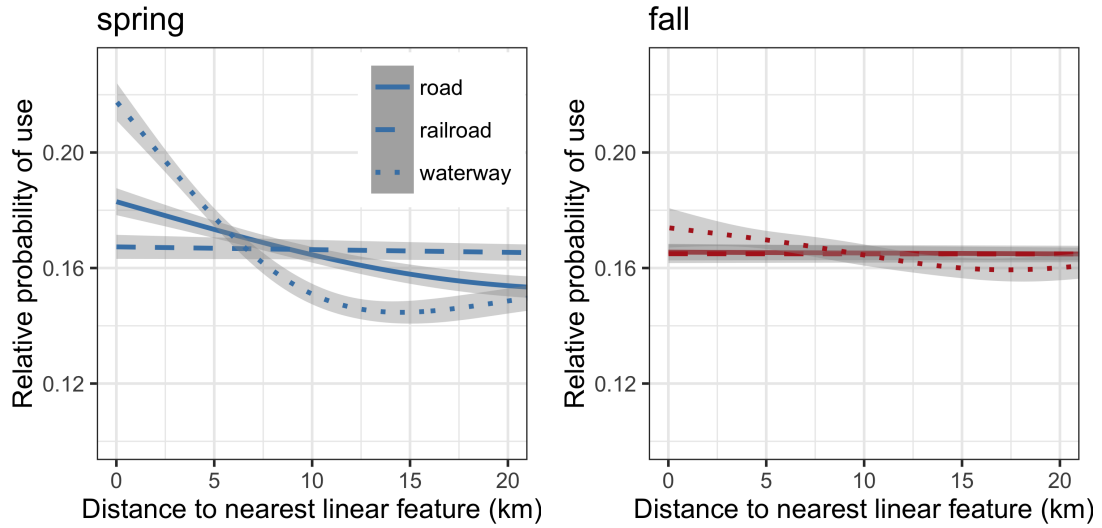 spring
Relative probability of use
0.20
0.16
0.12
road
railroad
waterway
0
5
10
15
20
Distance to nearest linear feature (km)
fall
Relative probability of use
0.20
0.16
0.12
0
5
10
15
20
Distance to nearest linear feature (km)